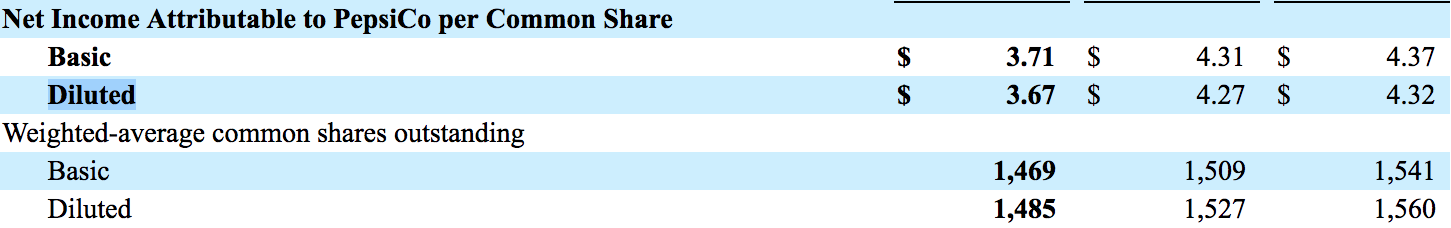 Net Income Attributable to PepsiCo per Common Share
Basic $ 3.71 $ 4.31 $ 4.37
Diluted $ 3.67 $ 4.27 $ 4.32
Weighted-average common shares outstanding
Basic 1,469 1,509 1,541
Diluted 1,485 1,527 1,560